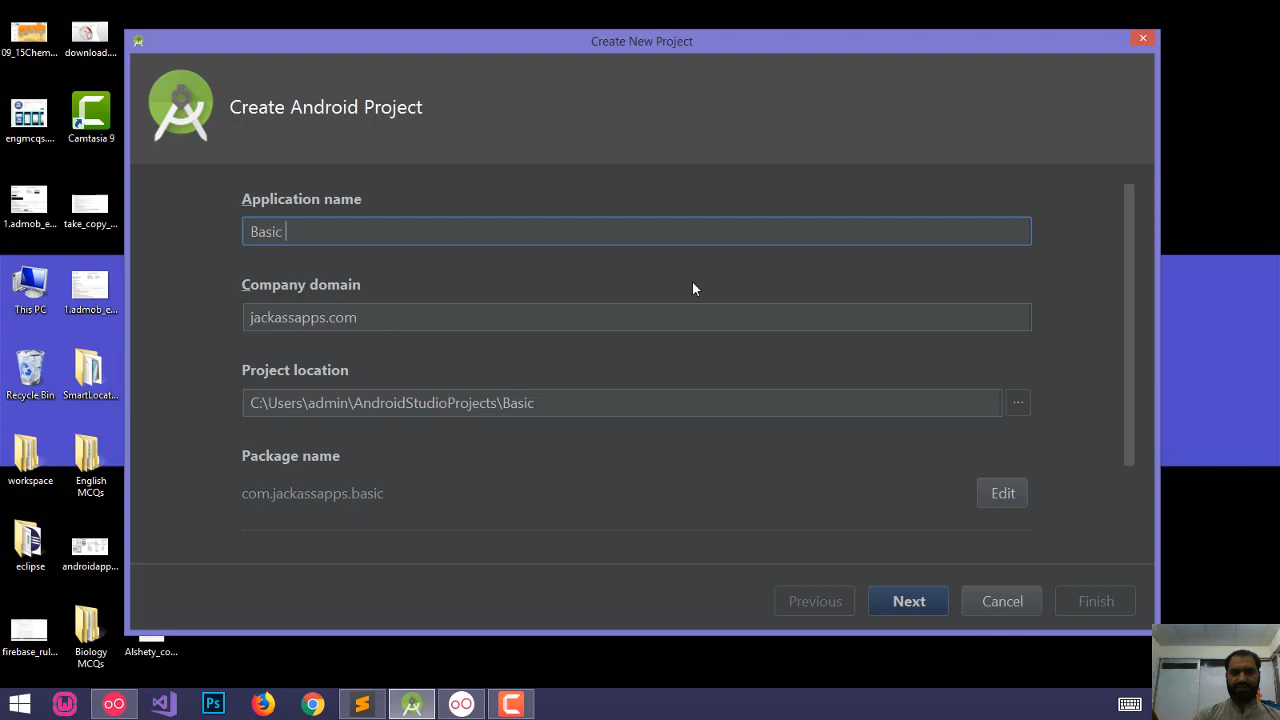 Create New Project
Create Android Project
Application name
Basic
Company domain
jackassapps.com
Project location
C:\Users\admin\AndroidStudioProjects\Basic
...
Package name
com.jackassapps.basic
Edit
Previous
Next
Cancel
Finish
09_15Chem...
download....
engmcqs....
Camtasia 9
1.admob_e...
take_copy_...
This PC
1.admob_e...
Recycle Bin
SmartLocat...
workspace
English
MCQs
eclipse
androidapp...
firebase_rul...
Biology
MCQs
Alshety_co...
Ps